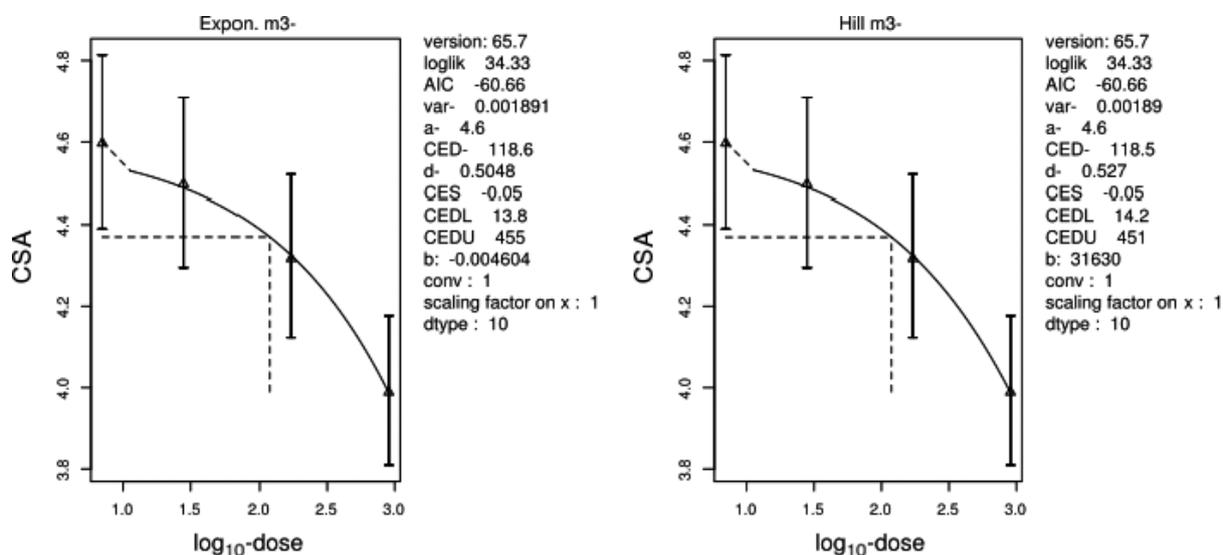 Expon. m3-
CSA
4.8
4.6
4.4
4.2
4.0
3.8
1.0 1.5 2.0 2.5 3.0
log10-dose
version: 65.7
loglik 34.33
AIC -60.66
var- 0.001891
a- 4.6
CED- 118.6
d- 0.5048
CES -0.05
CEDL 13.8
CEDU 455
b: -0.004604
conv : 1
scaling factor on x : 1
dtype : 10
Hill m3-
CSA
4.8
4.6
4.4
4.2
4.0
3.8
1.0 1.5 2.0 2.5 3.0
log10-dose
version: 65.7
loglik 34.33
AIC -60.66
var- 0.00189
a- 4.6
CED- 118.5
d- 0.527
CES -0.05
CEDL 14.2
CEDU 451
b: 31630
conv : 1
scaling factor on x : 1
dtype : 10